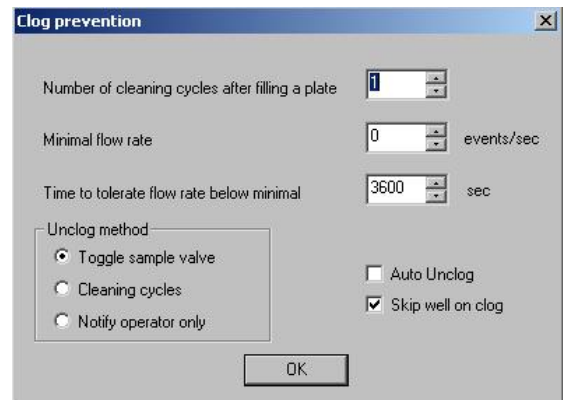 Clog prevention
Number of cleaning cycles after filling a plate 1
Minimal flow rate 0 events/sec
Time to tolerate flow rate below minimal 3600 sec
Unclog method
Toggle sample valve
Auto Unclog
Cleaning cycles
Skip well on clog
Notify operator only
OK